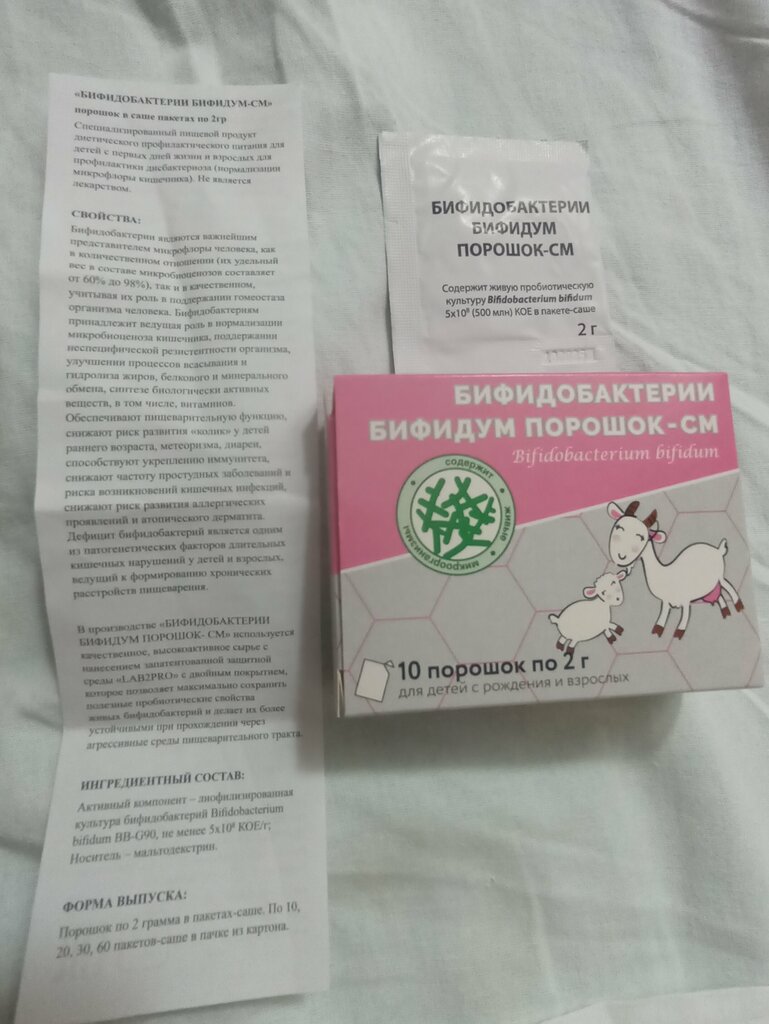 «БИФИДОБАКТЕРИИ БИФИДУМ-СМ»
порошок в саше пакетах по 2гр
Специализированный пищевой продукт
диетического профилактического питания для
детей с первых дней жизни и взрослых для
профилактики дисбактериоза (нормализации
микрофлоры кишечника). Не является
лекарством.
СВОЙСТВА:
Бифидобактерии являются важнейшим
представителем микрофлоры человека, как
в количественном отношении (их удельный
вес в составе микробиоценозов составляет
от 60% до 98%), так и в качественном,
учитывая их роль в поддержании гомеостаза
организма человека. Бифидобактериям
принадлежит ведущая роль в нормализации
микробиоценоза кишечника, поддержании
неспецифической резистентности организма,
улучшении процессов всасывания и
гидролиза жиров, белкового и минерального
обмена, синтезе биологически активных
веществ, в том числе, витаминов.
Обеспечивают пищеварительную функцию,
снижают риск развития «колик» у детей
раннего возраста, метеоризма, диареи,
способствуют укреплению иммунитета,
снижают частоту простудных заболеваний и
риска возникновений кишечных инфекций,
снижают риск развития аллергических
проявлений и атопического дерматита.
Дефицит бифидобактерий является одним
из патогенетических факторов длительных
кишечных нарушений у детей и взрослых,
ведущий к формированию хронических
расстройств пищеварения.
В производстве «БИФИДОБАКТЕРИИ
БИФИДУМ ПОРОШОК- СМ» используется
качественное, высокоактивное сырье с
нанесением запатентованной защитной
среды «LAB2PRO» с двойным покрытием,
которое позволяет максимально сохранить
полезные пробиотические свойства
живых бифидобактерий и делает их более
устойчивыми при прохождении через
агрессивные среды пищеварительного тракта.
ИНГРЕДИЕНТНЫЙ СОСТАВ:
Активный компонент – лиофилизированная
культура бифидобактерий Bifidobacterium
bifidum BB-G90, не менее 5x10⁸ КОЕ/г;
Носитель – мальтодекстрин.
ФОРМА ВЫПУСКА:
Порошок по 2 грамма в пакетах-саше. По 10,
20, 30, 60 пакетов-саше в пачке из картона.
БИФИДОБАКТЕРИИ
БИФИДУМ
ПОРОШОК-СМ
Содержит живую пробиотическую
культуру Bifidobacterium bifidum
5x10⁸ (500 млн) КОЕ в пакете-саше
2 г
БИФИДОБАКТЕРИИ
БИФИДУМ ПОРОШОК-СМ
Bifidobacterium bifidum
содержит живые микроорганизмы
10 порошок по 2 г
для детей с рождения и взрослых